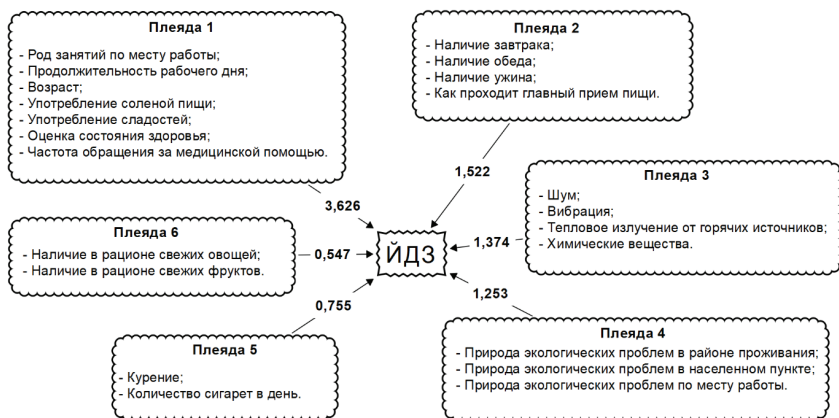 Плеяда 1
- Род занятий по месту работы;
- Продолжительность рабочего дня;
- Возраст;
- Употребление соленой пищи;
- Употребление сладостей;
- Оценка состояния здоровья;
- Частота обращения за медицинской помощью.
Плеяда 2
- Наличие завтрака;
- Наличие обеда;
- Наличие ужина;
- Как проходит главный прием пищи.
1,522
3,626
Плеяда 3
- Шум;
- Вибрация;
- Тепловое излучение от горячих источников;
- Химические вещества.
1,374
Плеяда 6
- Наличие в рационе свежих овощей;
- Наличие в рационе свежих фруктов.
0,547
ЙДЗ
0,755
1,253
Плеяда 5
- Курение;
- Количество сигарет в день.
Плеяда 4
- Природа экологических проблем в районе проживания;
- Природа экологических проблем в населенном пункте;
- Природа экологических проблем по месту работы.